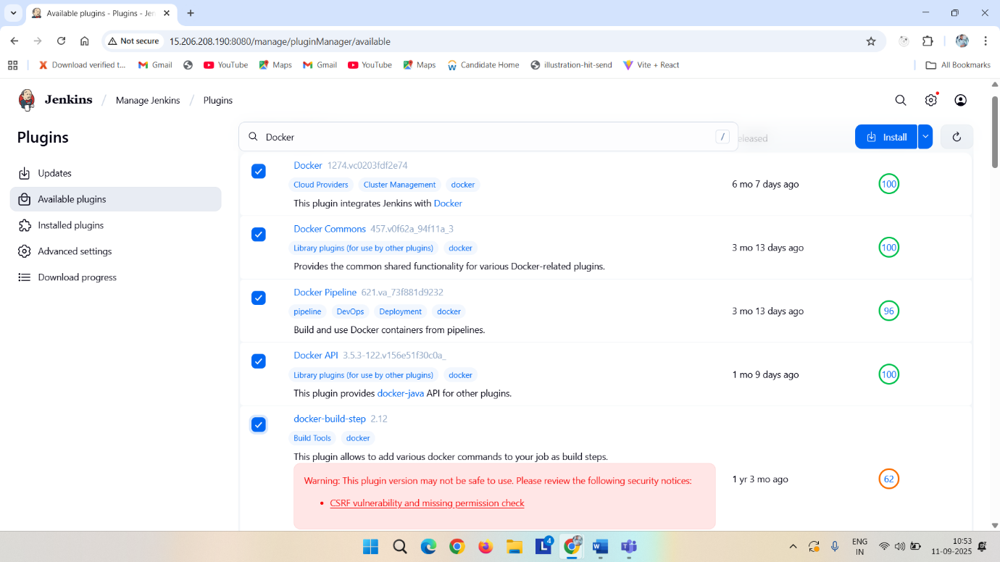 Available plugins - Plugins - Jen
Not secure
15.206.208.190:8080/manage/pluginManager/available
Download verified t...
Gmail
YouTube
Maps
Gmail
YouTube
Maps
Candidate Home
illustration-hit-send
Vite + React
All Bookmarks
Jenkins / Manage Jenkins / Plugins
Plugins
Updates
Available plugins
Installed plugins
Advanced settings
Download progress
Docker
/
eleased
Install
Docker 1274.vc0203fdf2e74
Cloud Providers Cluster Management docker
This plugin integrates Jenkins with Docker
6 mo 7 days ago
100
Docker Commons 457.v0f62a_94f11a_3
Library plugins (for use by other plugins) docker
Provides the common shared functionality for various Docker-related plugins.
3 mo 13 days ago
100
Docker Pipeline 621.va_73f881d9232
pipeline DevOps Deployment docker
Build and use Docker containers from pipelines.
3 mo 13 days ago
96
Docker API 3.5.3-122.v156e51f30c0a_
Library plugins (for use by other plugins) docker
This plugin provides docker-java API for other plugins.
1 mo 9 days ago
100
docker-build-step 2.12
Build Tools docker
This plugin allows to add various docker commands to your job as build steps.
Warning: This plugin version may not be safe to use. Please review the following security notices:
• CSRF vulnerability and missing permission check
1 yr 3 mo ago
62
L
4
W
ENG
IN
10:53
11-09-2025